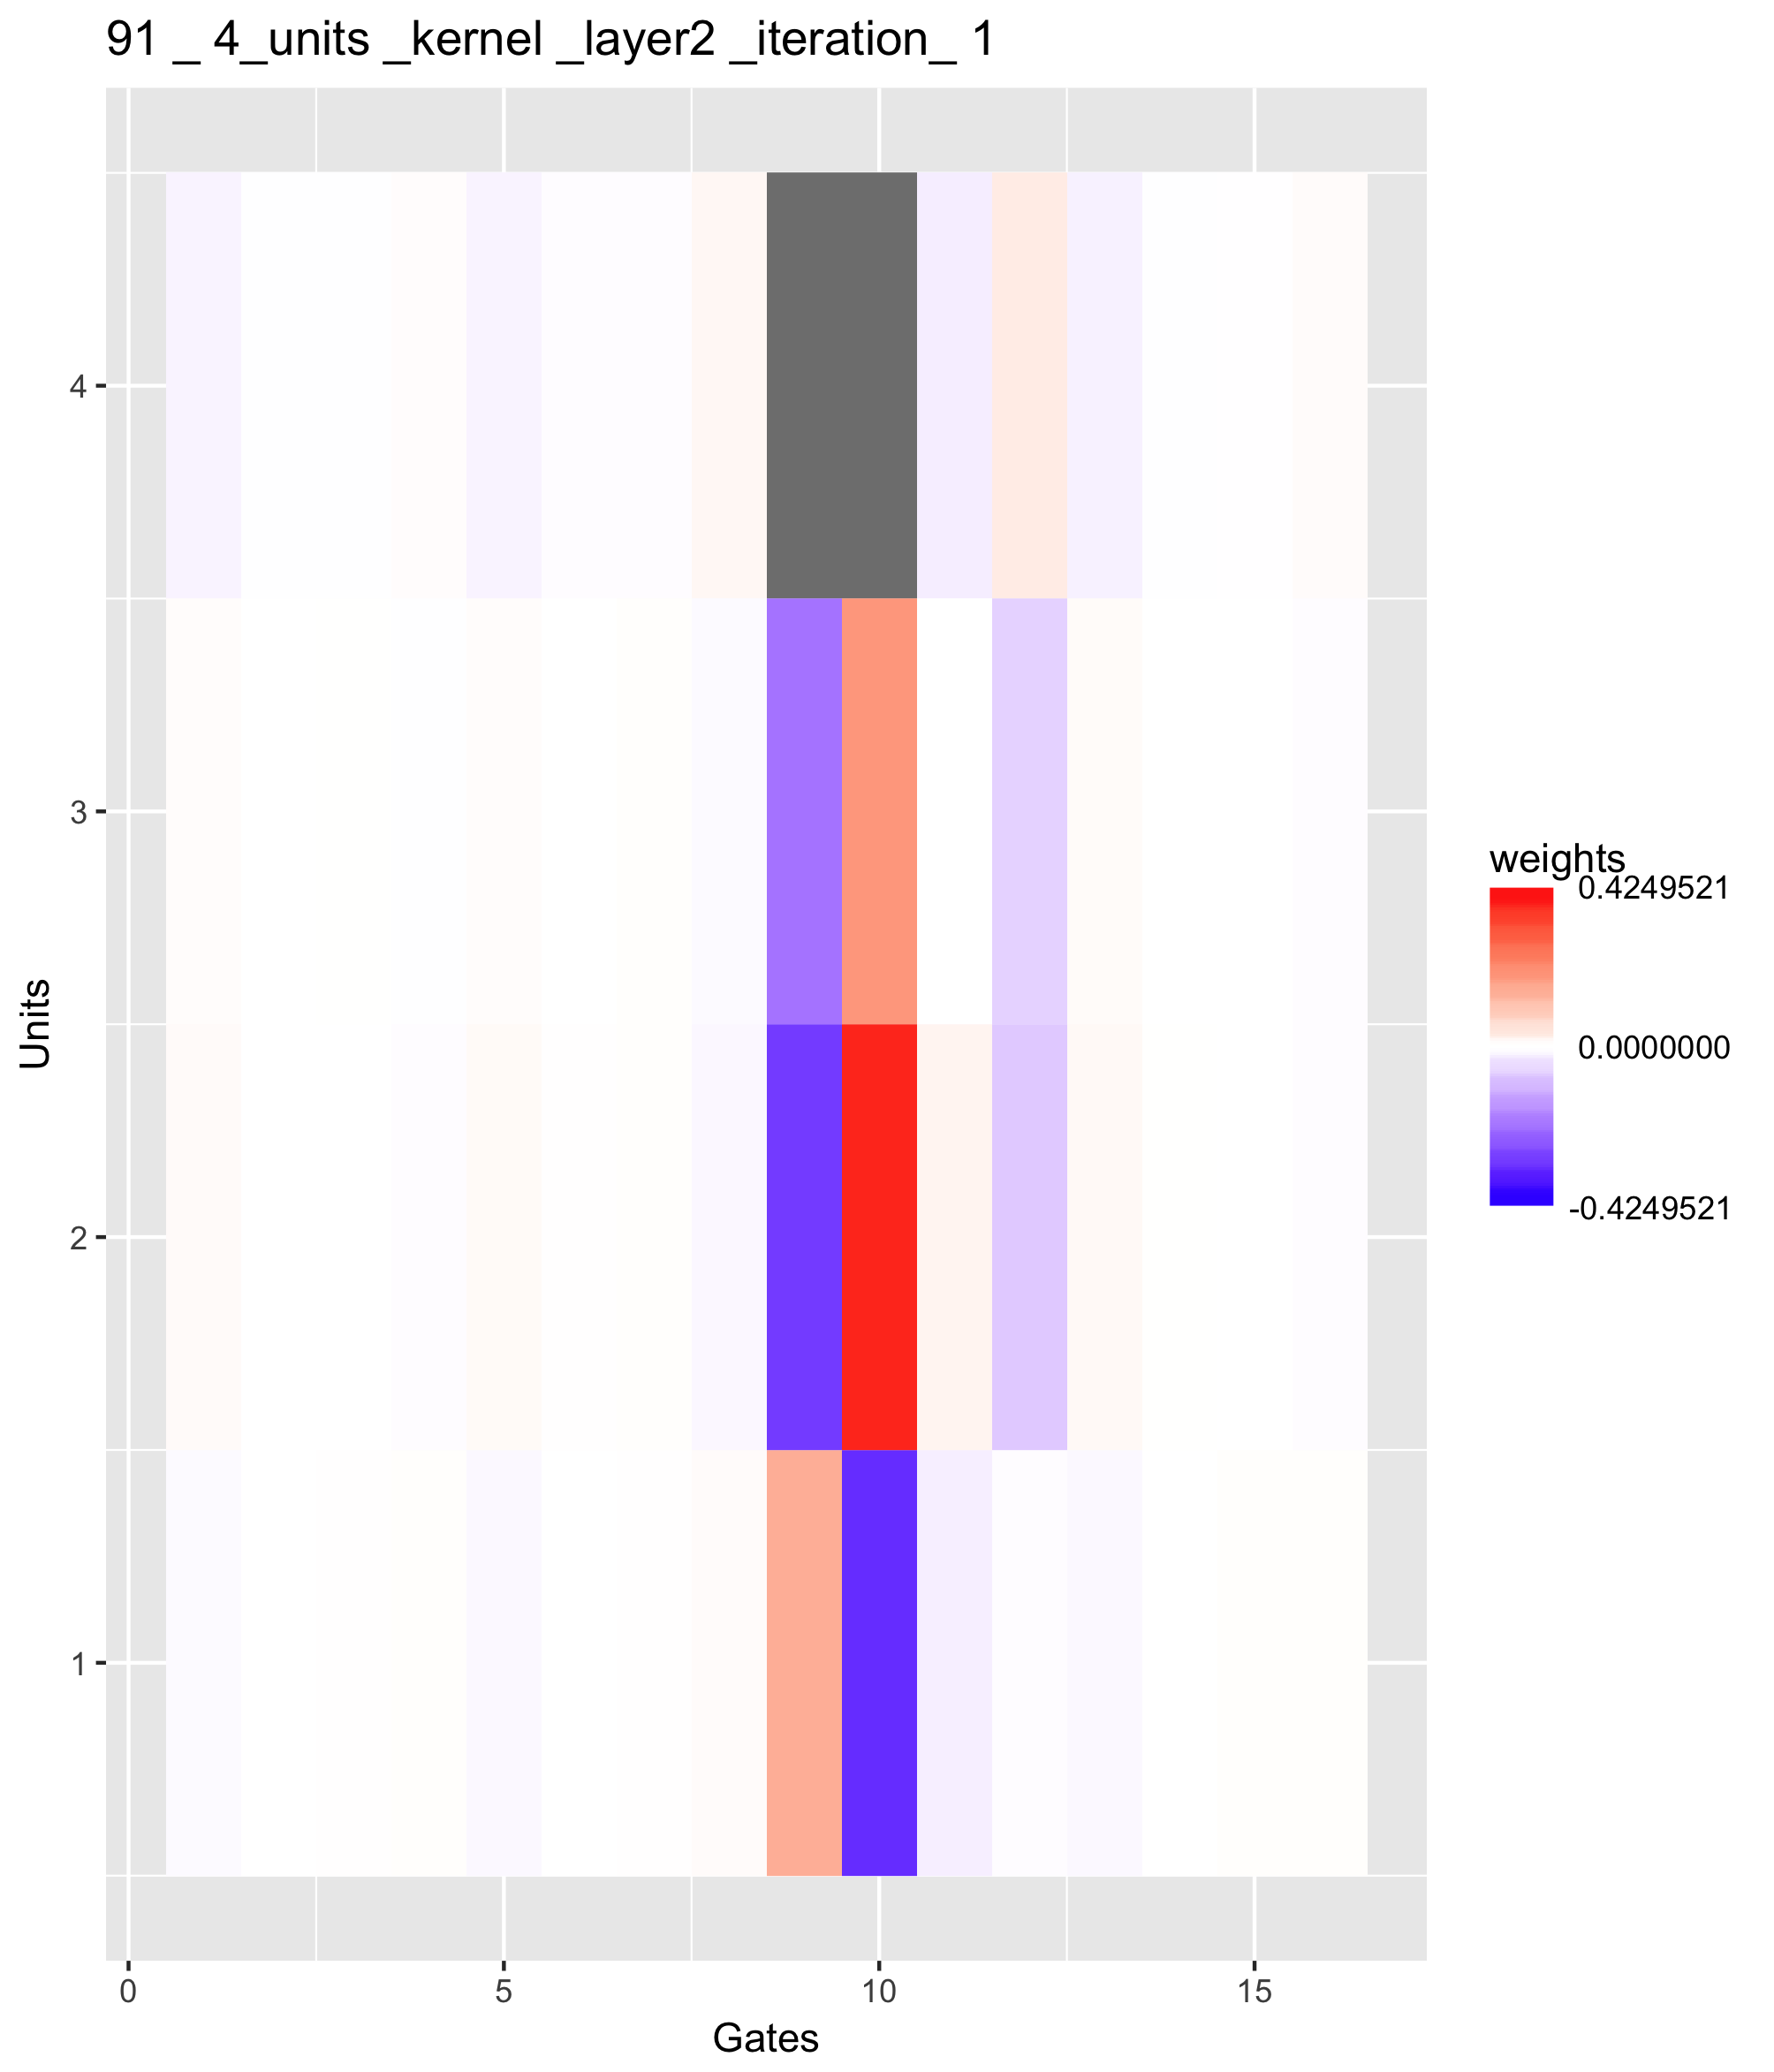 91 _ 4_units _kernel _layer2 _iteration_ 1
4
3
2
1
Units
0
5
10
15
Gates
weights
0.4249521
0.0000000
-0.4249521